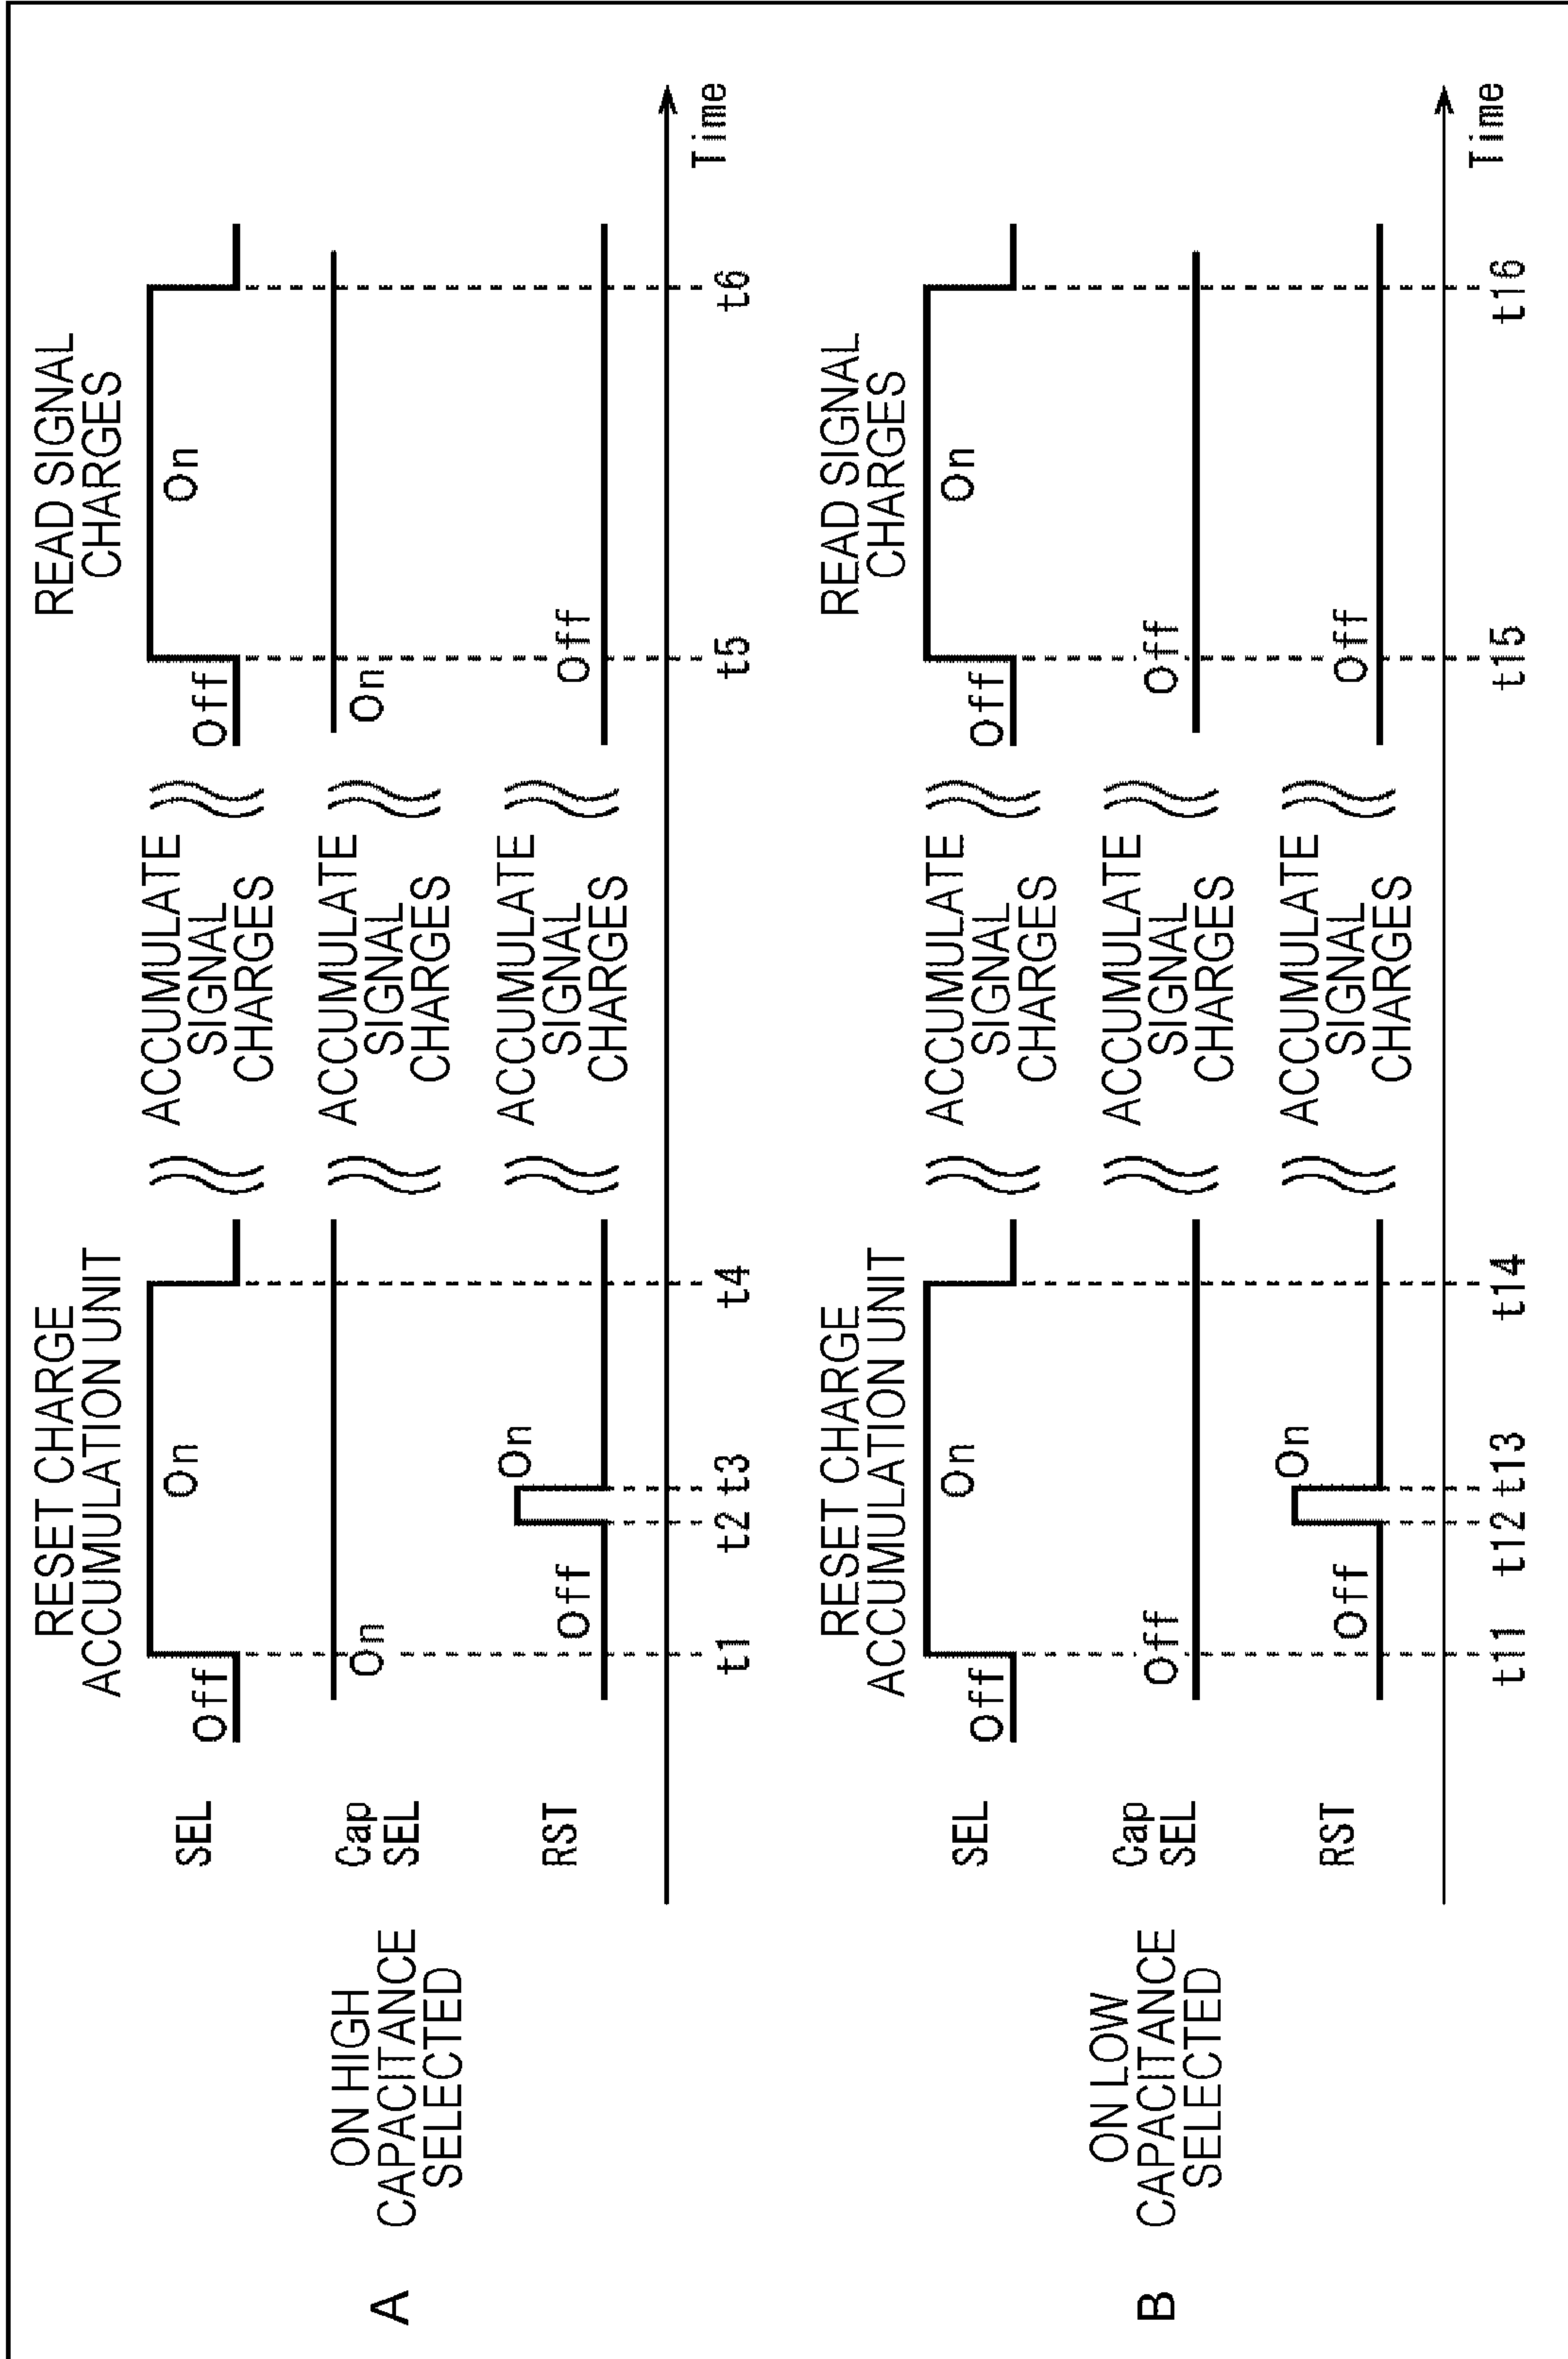 A
ON HIGH
CAPACITANCE
SELECTED
RESET CHARGE
ACCUMULATION UNIT
READ SIGNAL
CHARGES
SEL
Off
On
ACCUMULATE
SIGNAL
CHARGES
Off
On
Cap
SEL
On
ACCUMULATE
SIGNAL
CHARGES
On
RST
Off
On
ACCUMULATE
SIGNAL
CHARGES
Off
t1
t2
t3
t4
t5
t6
Time
B
ON LOW
CAPACITANCE
SELECTED
RESET CHARGE
ACCUMULATION UNIT
READ SIGNAL
CHARGES
SEL
Off
On
ACCUMULATE
SIGNAL
CHARGES
Off
On
Cap
SEL
Off
ACCUMULATE
SIGNAL
CHARGES
Off
RST
Off
On
ACCUMULATE
SIGNAL
CHARGES
Off
t11
t12
t13
t14
t15
t16
Time